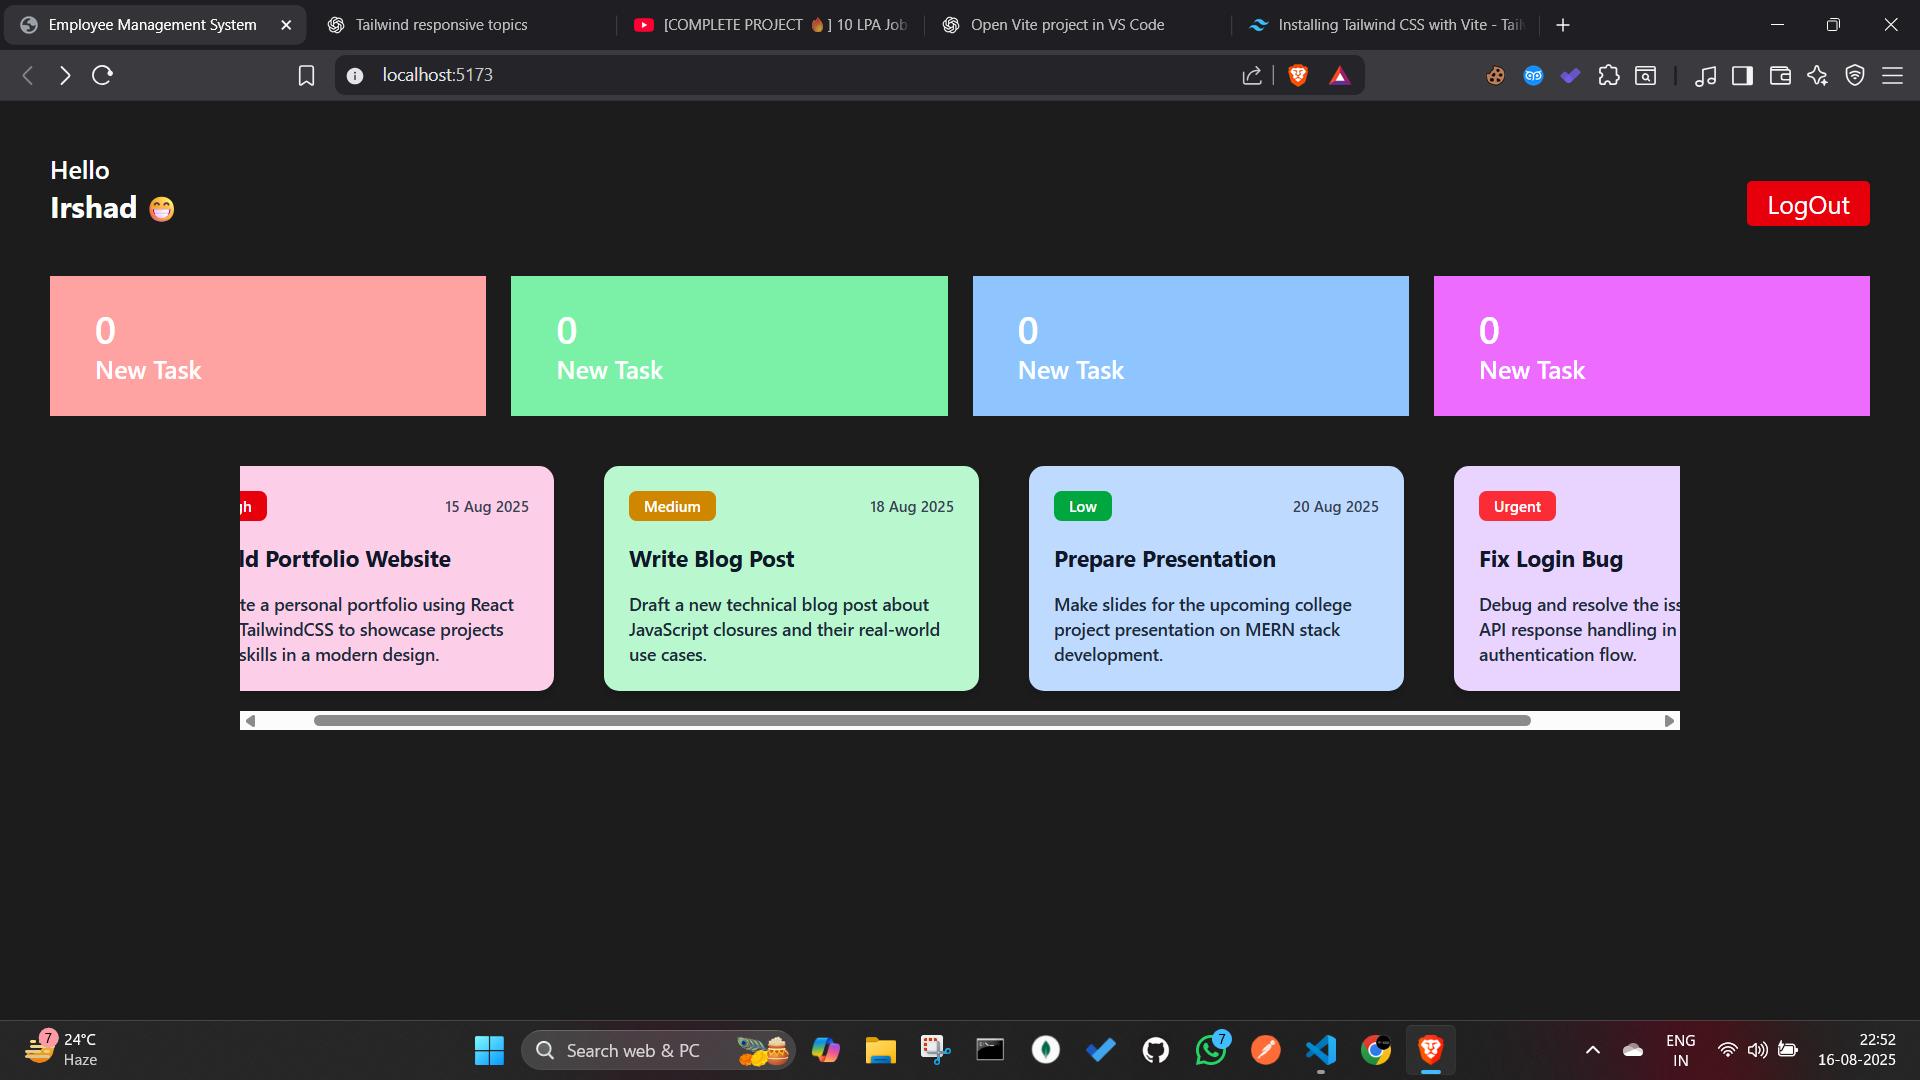 Employee Management System
Tailwind responsive topics
[COMPLETE PROJECT 🔥] 10 LPA Job
Open Vite project in VS Code
Installing Tailwind CSS with Vite - Tail
localhost:5173
Hello
Irshad 😁
LogOut
0
New Task
0
New Task
0
New Task
0
New Task
gh
15 Aug 2025
ld Portfolio Website
te a personal portfolio using React
TailwindCSS to showcase projects
skills in a modern design.
Medium
18 Aug 2025
Write Blog Post
Draft a new technical blog post about
JavaScript closures and their real-world
use cases.
Low
20 Aug 2025
Prepare Presentation
Make slides for the upcoming college
project presentation on MERN stack
development.
Urgent
Fix Login Bug
Debug and resolve the iss
API response handling in
authentication flow.
7
24°C
Haze
Search web & PC
7
ENG
IN
22:52
16-08-2025